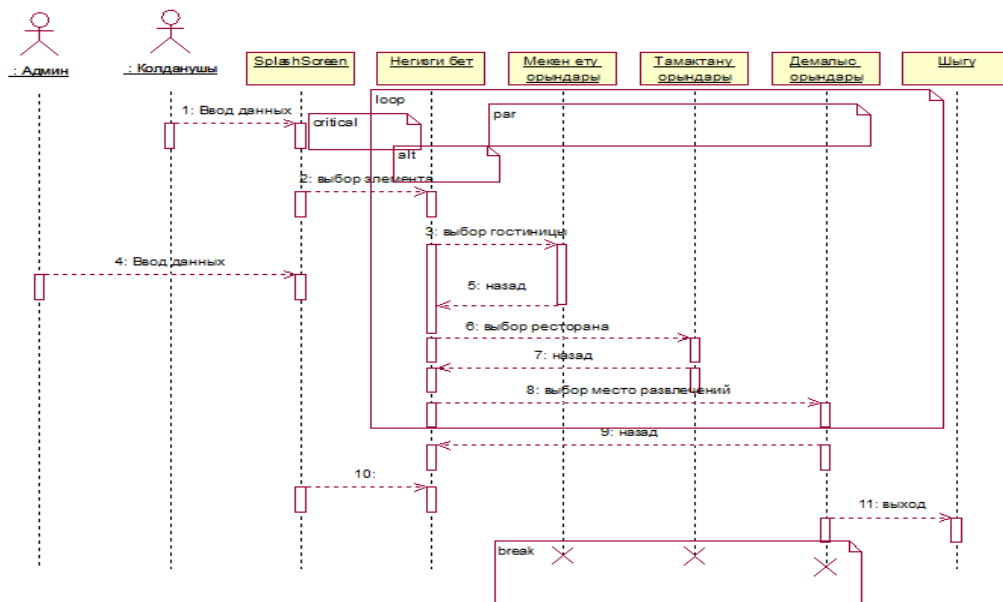 : Админ
: Колданушы
SplashScreen
Негизги бет
Мекен ету
орындары
Тамактану
орындары
Демалыс
орындары
Шыгу
loop
par
1: Ввод данных
critical
alt
2: выбор элемента
3: выбор гостиницы
4: Ввод данных
5: назад
6: выбор ресторана
7: назад
8: выбор место развлечений
9: назад
10:
11: выход
break